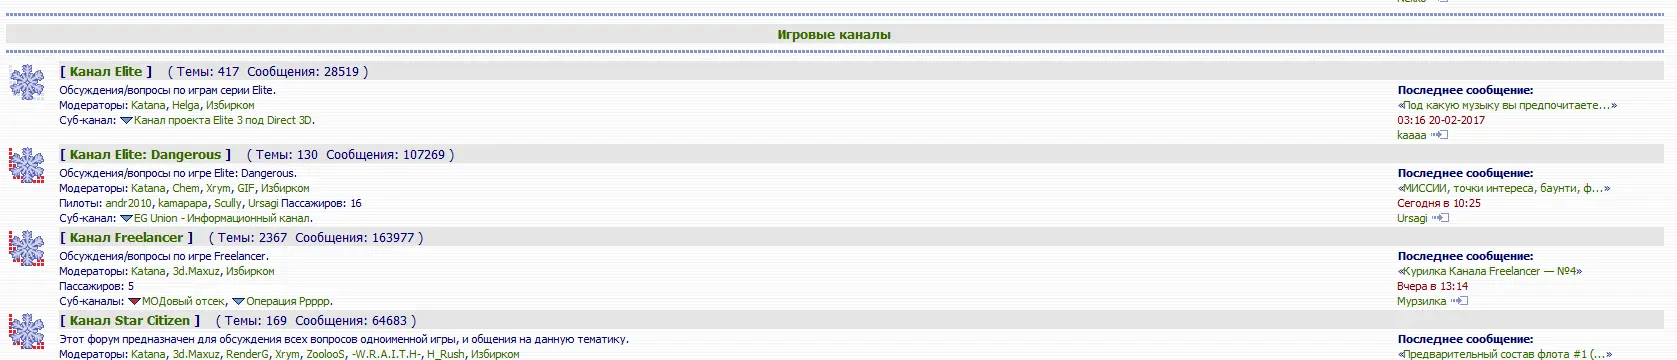 Игровые каналы
[ Канал Elite ] ( Темы: 417 Сообщения: 28519 )
Обсуждения/вопросы по играм серии Elite.
Модераторы: Katana, Helga, Избирком
Суб-канал: Канал проекта Elite 3 под Direct 3D.
Последнее сообщение:
«Под какую музыку вы предпочитаете...»
03:16 20-02-2017
kaaaa
[ Канал Elite: Dangerous ] ( Темы: 130 Сообщения: 107269 )
Обсуждения/вопросы по игре Elite: Dangerous.
Модераторы: Katana, Chem, Xrym, GIF, Избирком
Пилоты: andr2010, kamapapa, Scully, Ursagi Пассажиров: 16
Суб-канал: EG Union - Информационный канал.
Последнее сообщение:
«МИССИИ, точки интереса, баунти, ф...»
Сегодня в 10:25
Ursagi
[ Канал Freelancer ] ( Темы: 2367 Сообщения: 163977 )
Обсуждения/вопросы по игре Freelancer.
Модераторы: Katana, 3d.Maxuz, Избирком
Пассажиров: 5
Суб-каналы: МОДовый отсек, Операция Ррррр.
Последнее сообщение:
«Курилка Канала Freelancer — №4»
Вчера в 13:14
Мурзилка
[ Канал Star Citizen ] ( Темы: 169 Сообщения: 64683 )
Этот форум предназначен для обсуждения всех вопросов одноименной игры, и общения на данную тематику.
Модераторы: Katana, 3d.Maxuz, RenderG, Xrym, ZoolooS, -W.R.A.I.T.H-, H_Rush, Избирком
Последнее сообщение:
«Предварительный состав флота #1 (...»